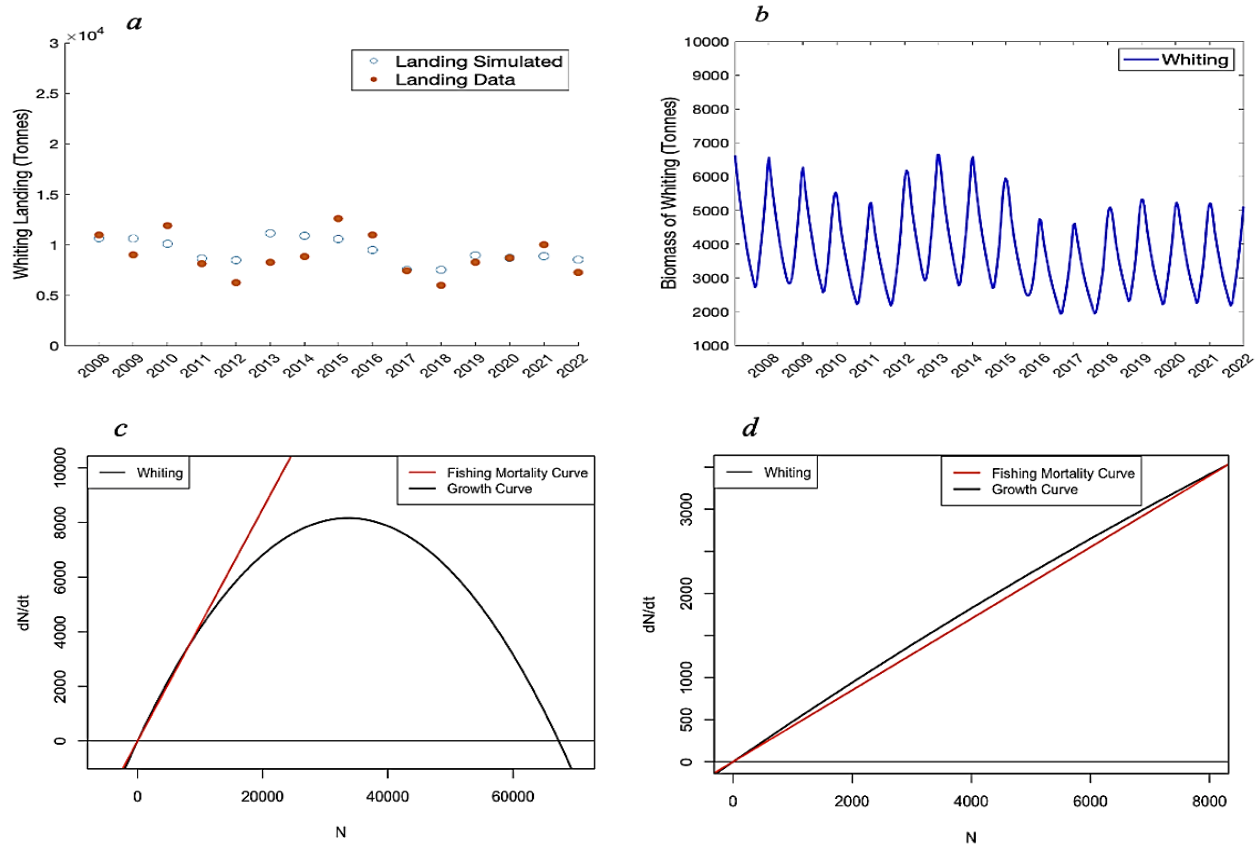 a
×10⁴
3
2.5
2
1.5
1
0.5
0
Whiting Landing (Tonnes)
Landing Simulated
Landing Data
2008 2009 2010 2011 2012 2013 2014 2015 2016 2017 2018 2019 2020 2021 2022
b
10000
9000
8000
7000
6000
5000
4000
3000
2000
1000
Biomass of Whiting (Tonnes)
Whiting
2008 2009 2010 2011 2012 2013 2014 2015 2016 2017 2018 2019 2020 2021 2022
c
10000
8000
6000
4000
2000
0
dN/dt
Whiting
Fishing Mortality Curve
Growth Curve
0 20000 40000 60000
N
d
3000
2000
1000
500
0
dN/dt
Whiting
Fishing Mortality Curve
Growth Curve
0 2000 4000 6000 8000
N